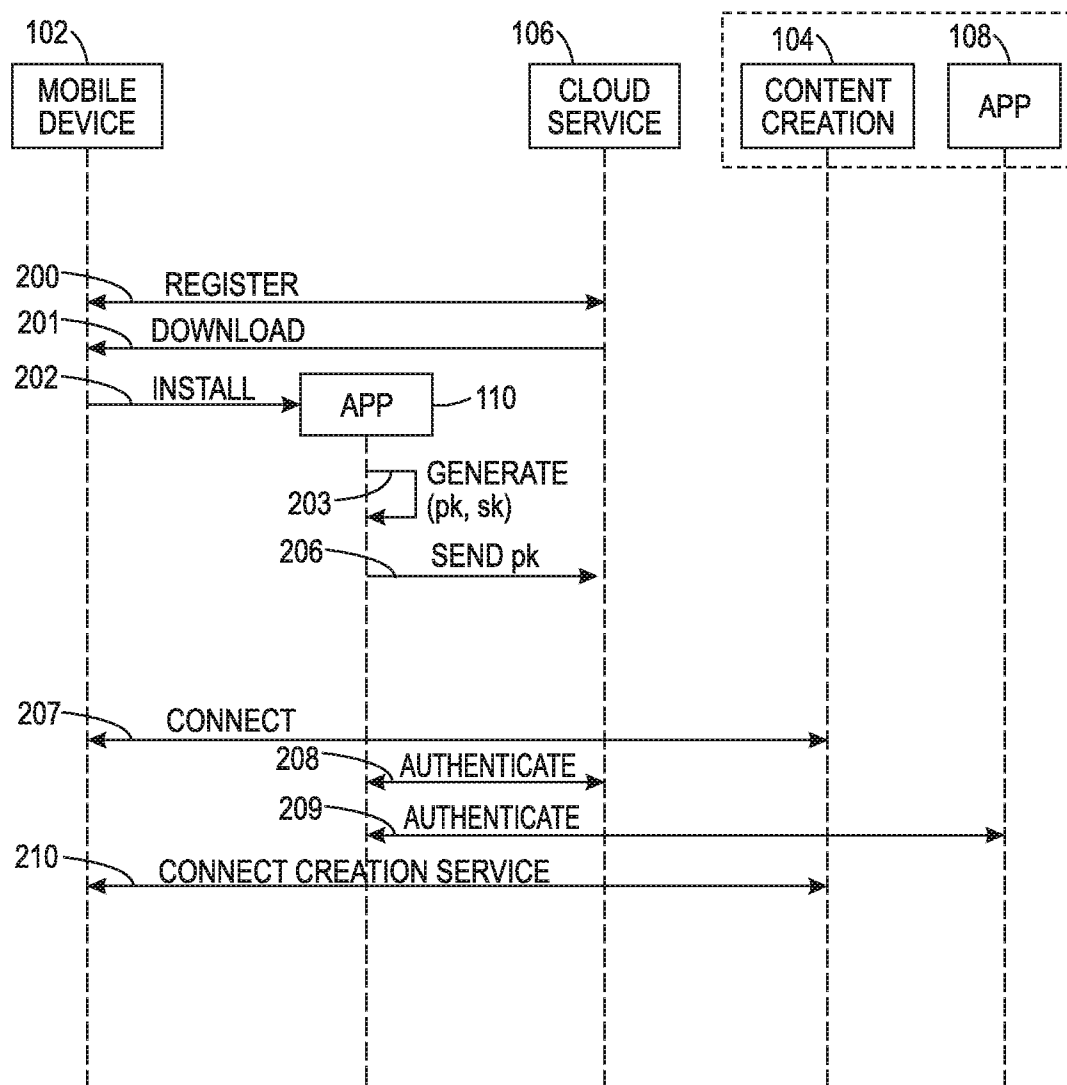 102
106
104
108
MOBILE
DEVICE
CLOUD
SERVICE
CONTENT
CREATION
APP
200
REGISTER
201
DOWNLOAD
202
INSTALL
APP
110
203
GENERATE
(pk, sk)
206
SEND pk
207
CONNECT
208
AUTHENTICATE
209
AUTHENTICATE
210
CONNECT CREATION SERVICE